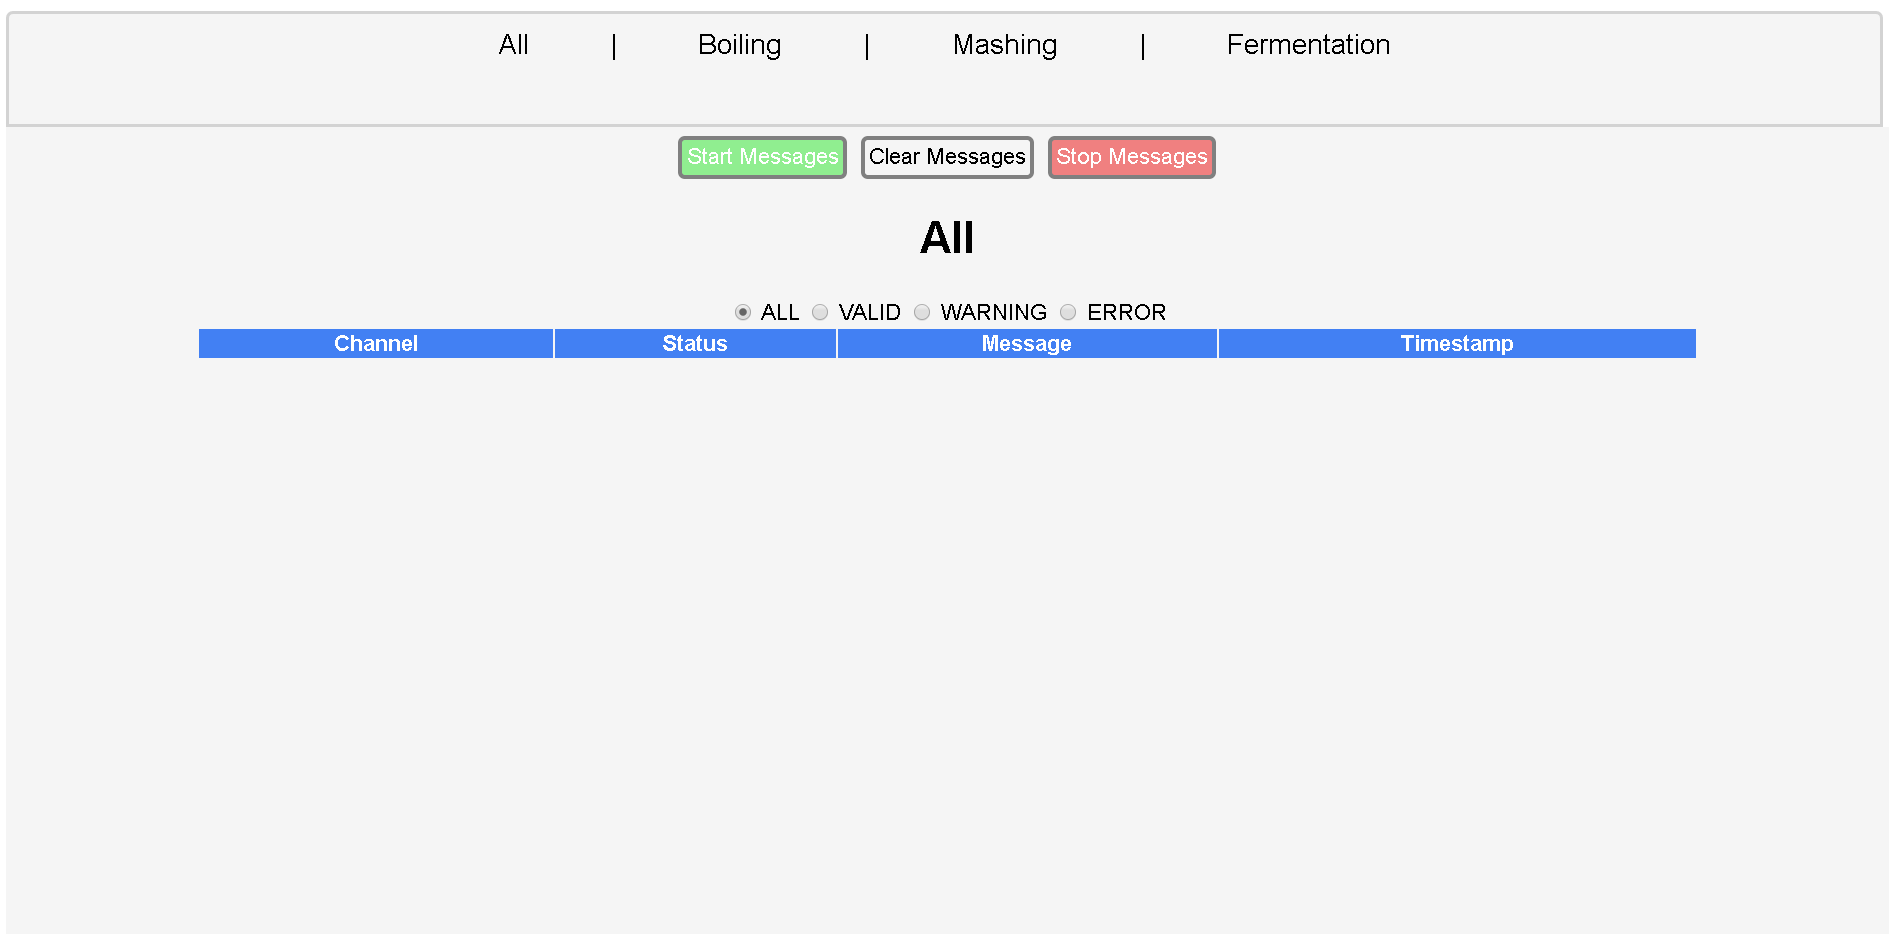 All | Boiling | Mashing | Fermentation
Start Messages Clear Messages Stop Messages
All
ALL VALID WARNING ERROR
Channel Status Message Timestamp